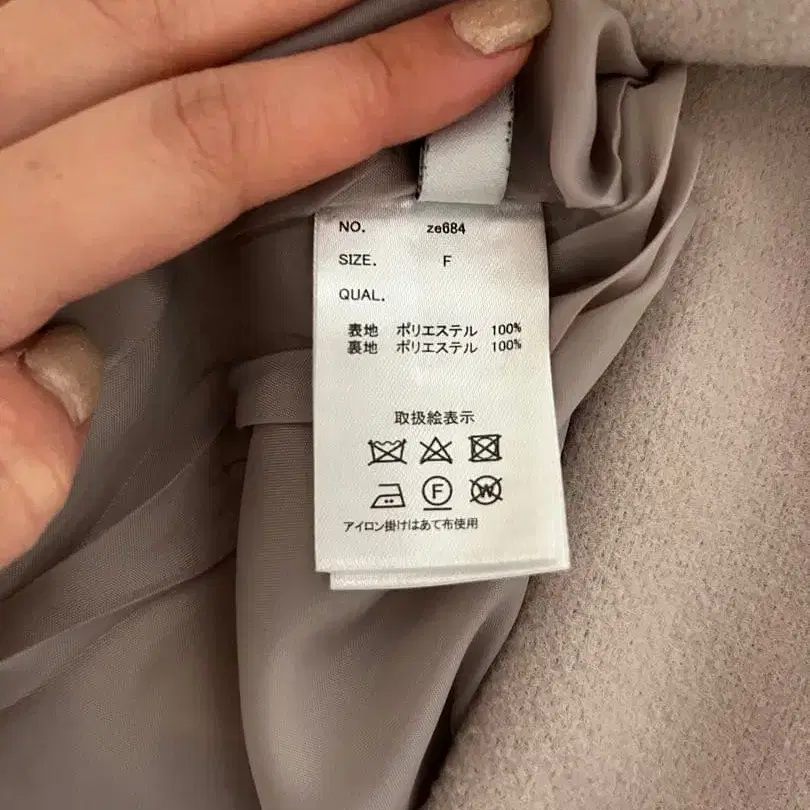 NO. ze684
SIZE. F
QUAL.
表地 ポリエステル 100%
裏地 ポリエステル 100%
取扱絵表示
F W
アイロン掛けはあて布使用